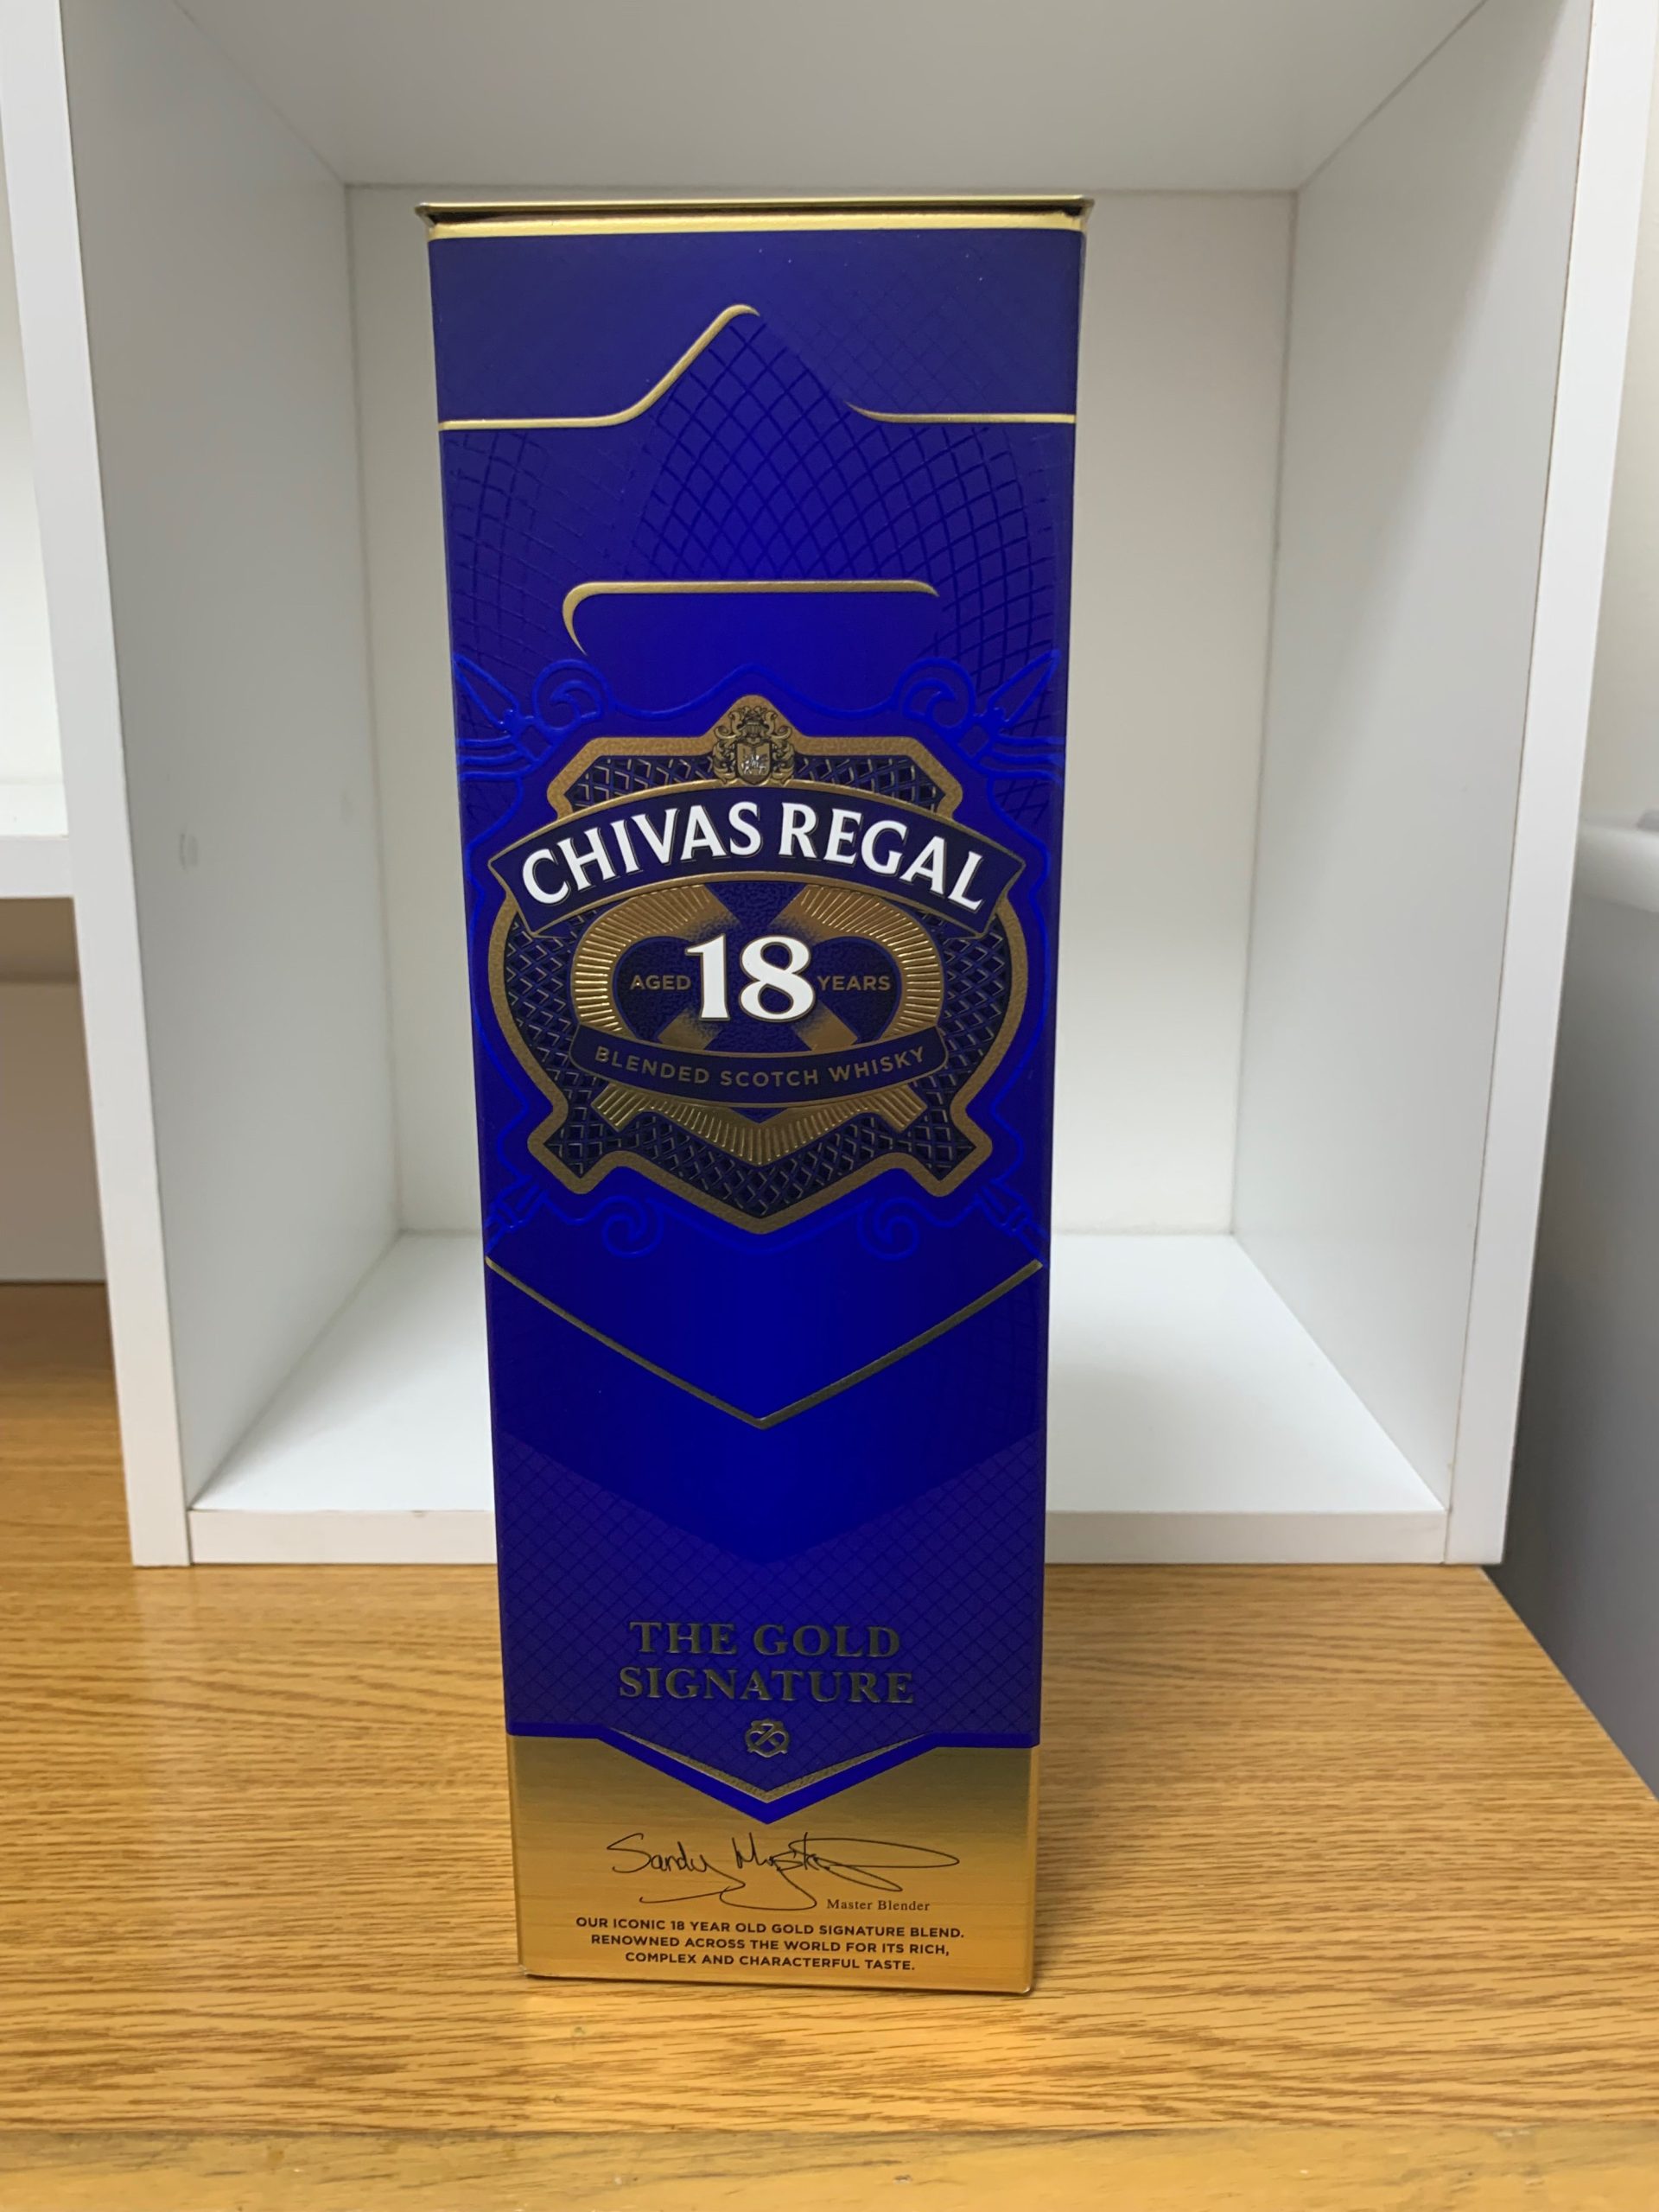 CHIVAS REGAL
AGED 18 YEARS
BLENDED SCOTCH WHISKY
THE GOLD
SIGNATURE
Sandy
Master Blender
OUR ICONIC 18 YEAR OLD GOLD SIGNATURE BLEND.
RENOWNED ACROSS THE WORLD FOR ITS RICH,
COMPLEX AND CHARACTERFUL TASTE.